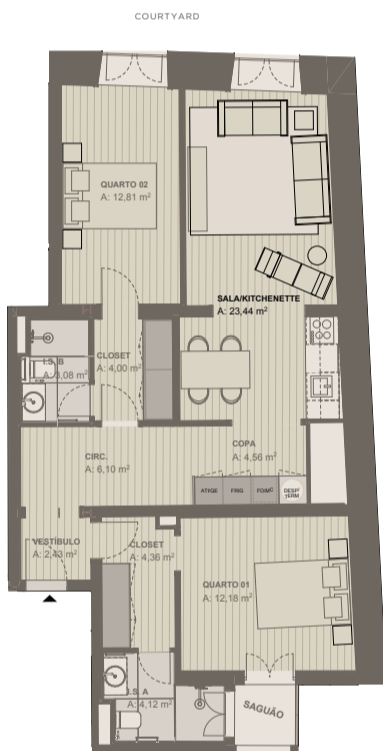 COURTYARD
QUARTO 02
A: 12,81 m²
SALA/KITCHENETTE
A: 23,44 m²
I.S. B
A: 3,08 m²
CLOSET
A: 4,00 m²
CIRC.
A: 6,10 m²
COPA
A: 4,56 m²
FRIG
DESP/
TERM
VESTÍBULO
A: 2,43 m²
CLOSET
A: 4,36 m²
QUARTO 01
A: 12,18 m²
I.S. A
A: 4,12 m²
SAGUÃO